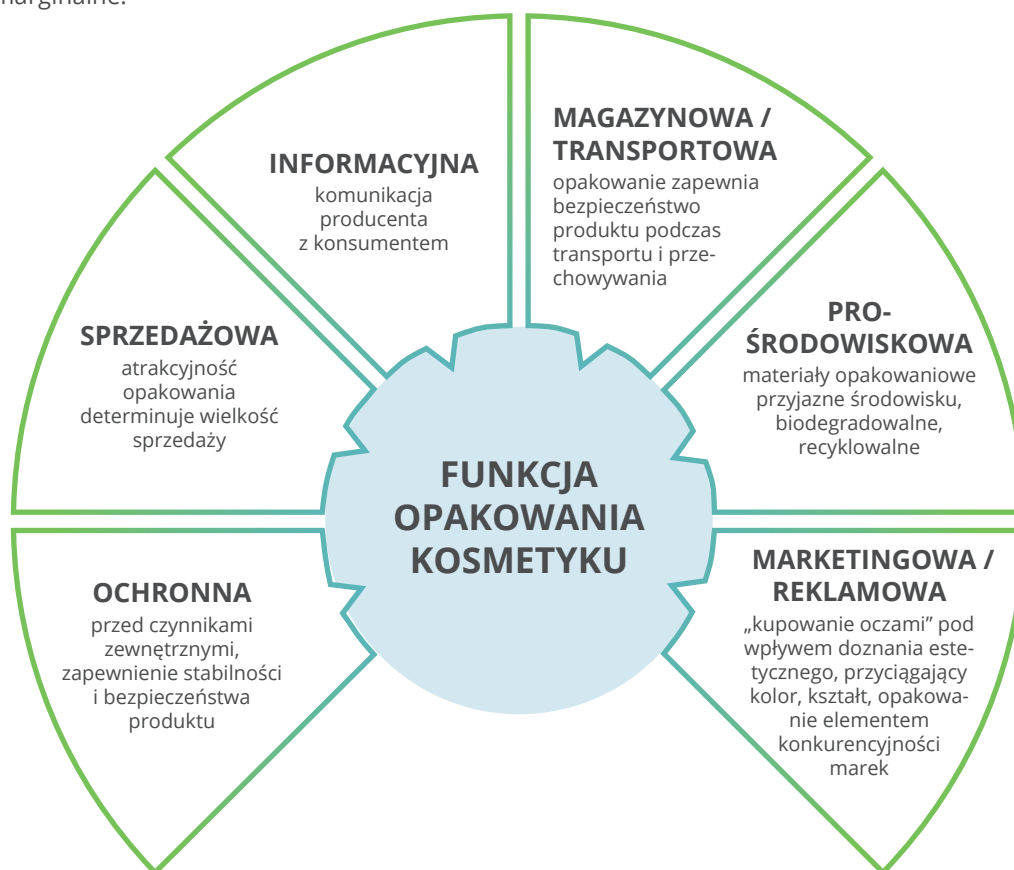 marginalne.
MAGAZYNOWA /
TRANSPORTOWA
opakowanie zapewnia
bezpieczeństwo
produktu podczas
transportu i prze-
chowywania
INFORMACYJNA
komunikacja
producenta
z konsumentem
PRO-
ŚRODOWISKOWA
materiały opakowaniowe
przyjazne środowisku,
biodegradowalne,
recyklowalne
SPRZEDAŻOWA
atrakcyjność
opakowania
determinuje wielkość
sprzedaży
FUNKCJA
OPAKOWANIA
KOSMETYKU
MARKETINGOWA /
REKLAMOWA
„kupowanie oczami” pod
wpływem doznania este-
tycznego, przyciągający
kolor, kształt, opakowa-
nie elementem
konkurencyjności
marek
OCHRONNA
przed czynnikami
zewnętrznymi,
zapewnienie stabilności
i bezpieczeństwa
produktu